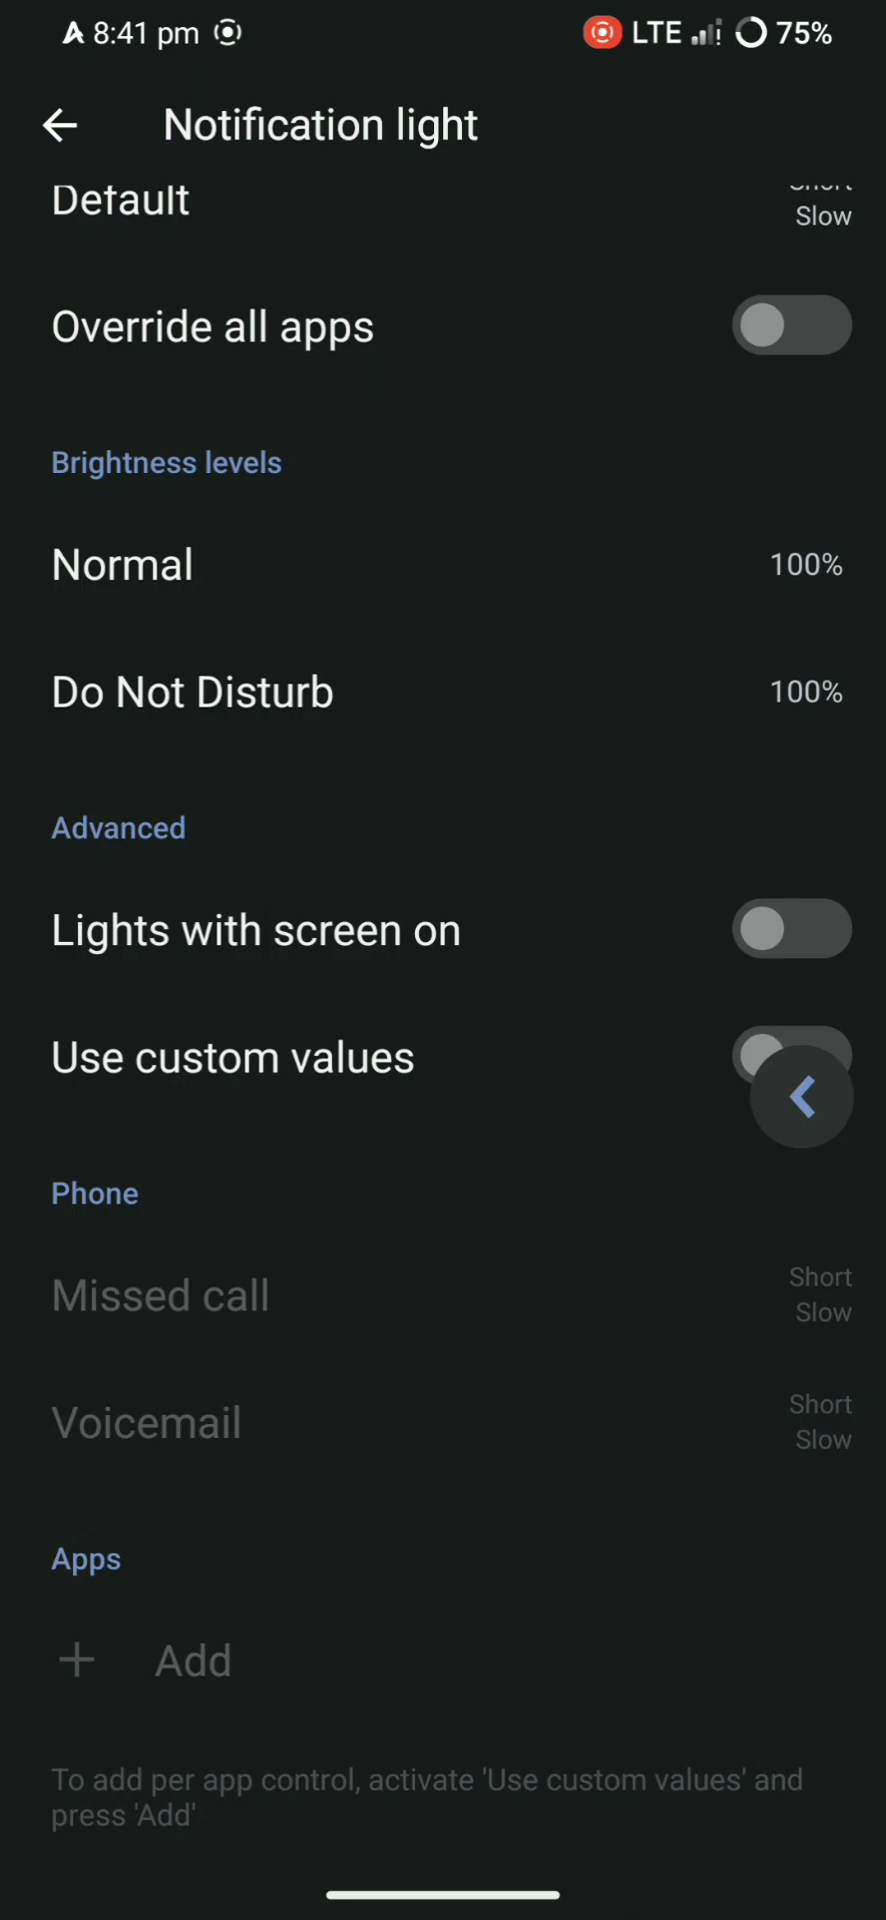 8:41 pm
LTE
75%
Notification light
Default
Slow
Override all apps
Brightness levels
Normal
100%
Do Not Disturb
100%
Advanced
Lights with screen on
Use custom values
Phone
Missed call
Short
Slow
Voicemail
Short
Slow
Apps
Add
To add per app control, activate 'Use custom values' and
press 'Add'